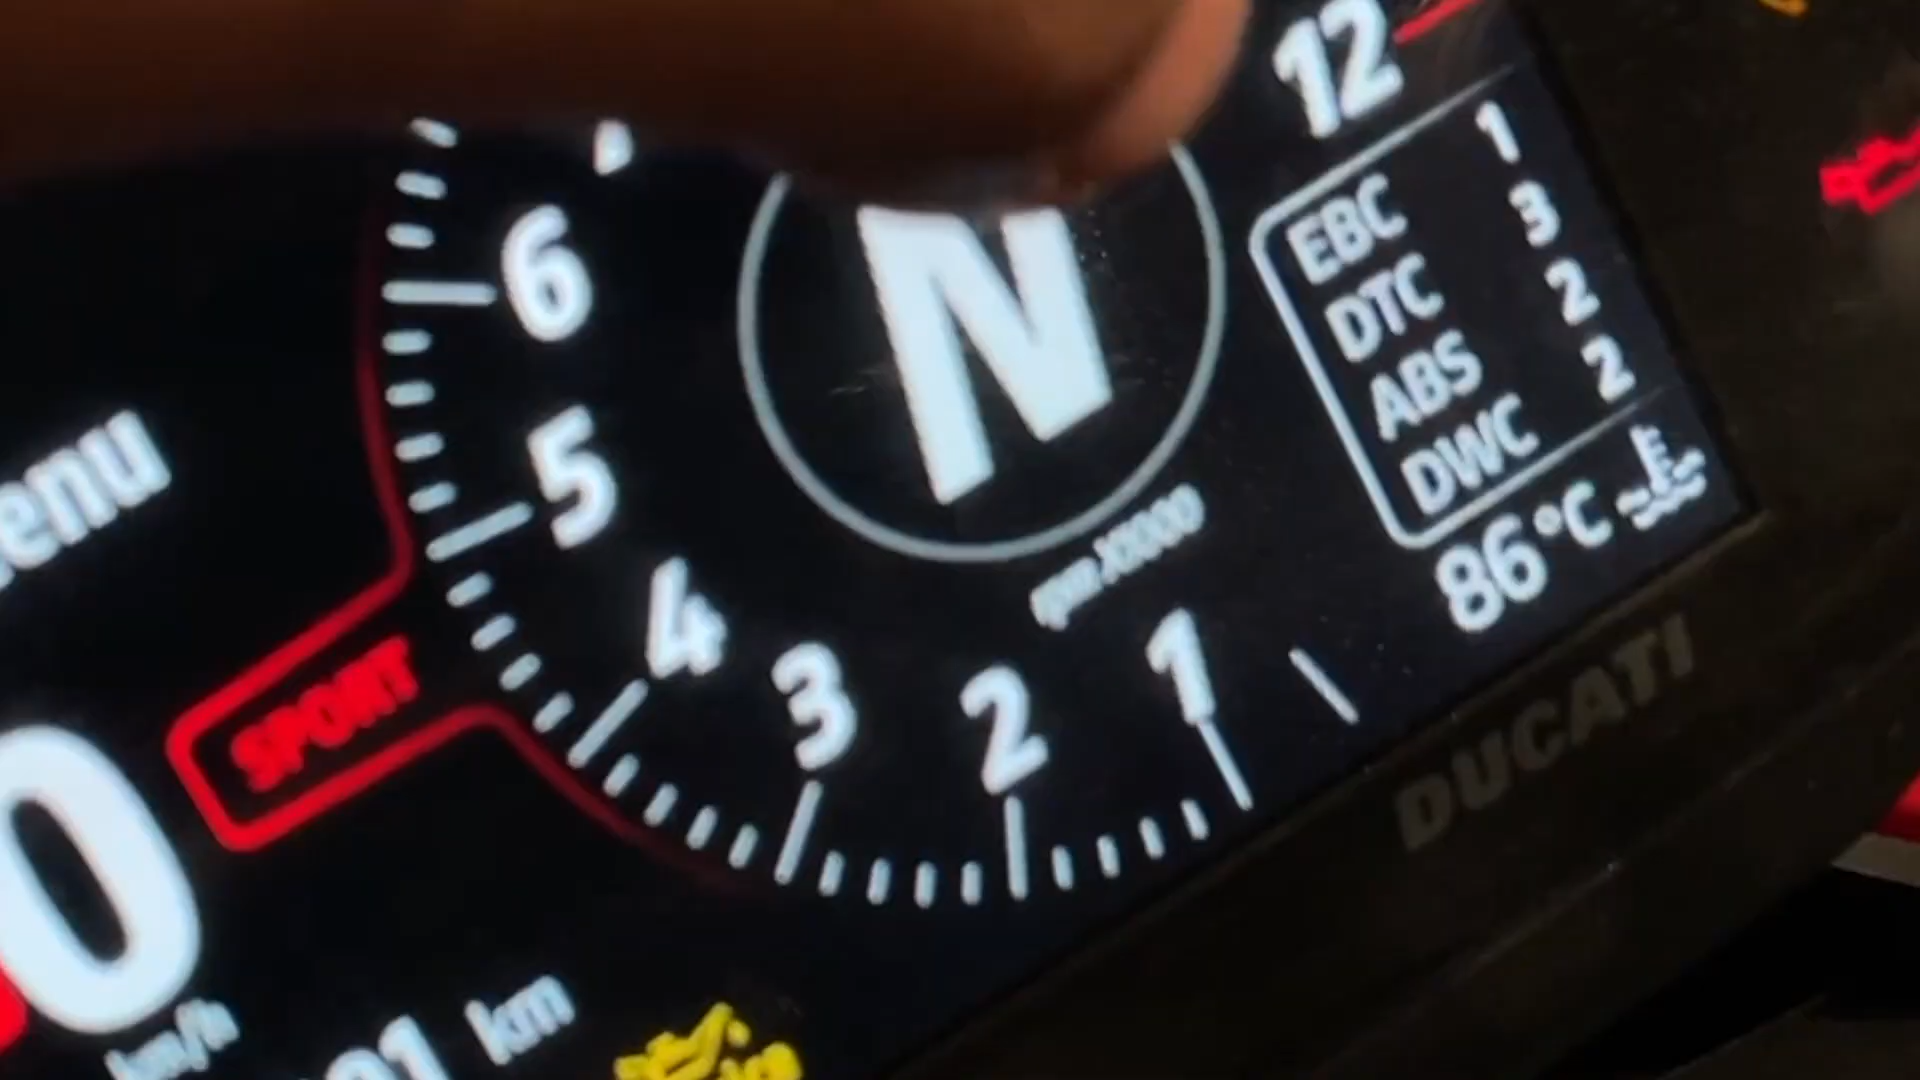 12
EBC 1
DTC 3
ABS 2
DWC 2
86 °C
N
6
5
4
3
2
1
enu
SPORT
0
km/h
km
DUCATI